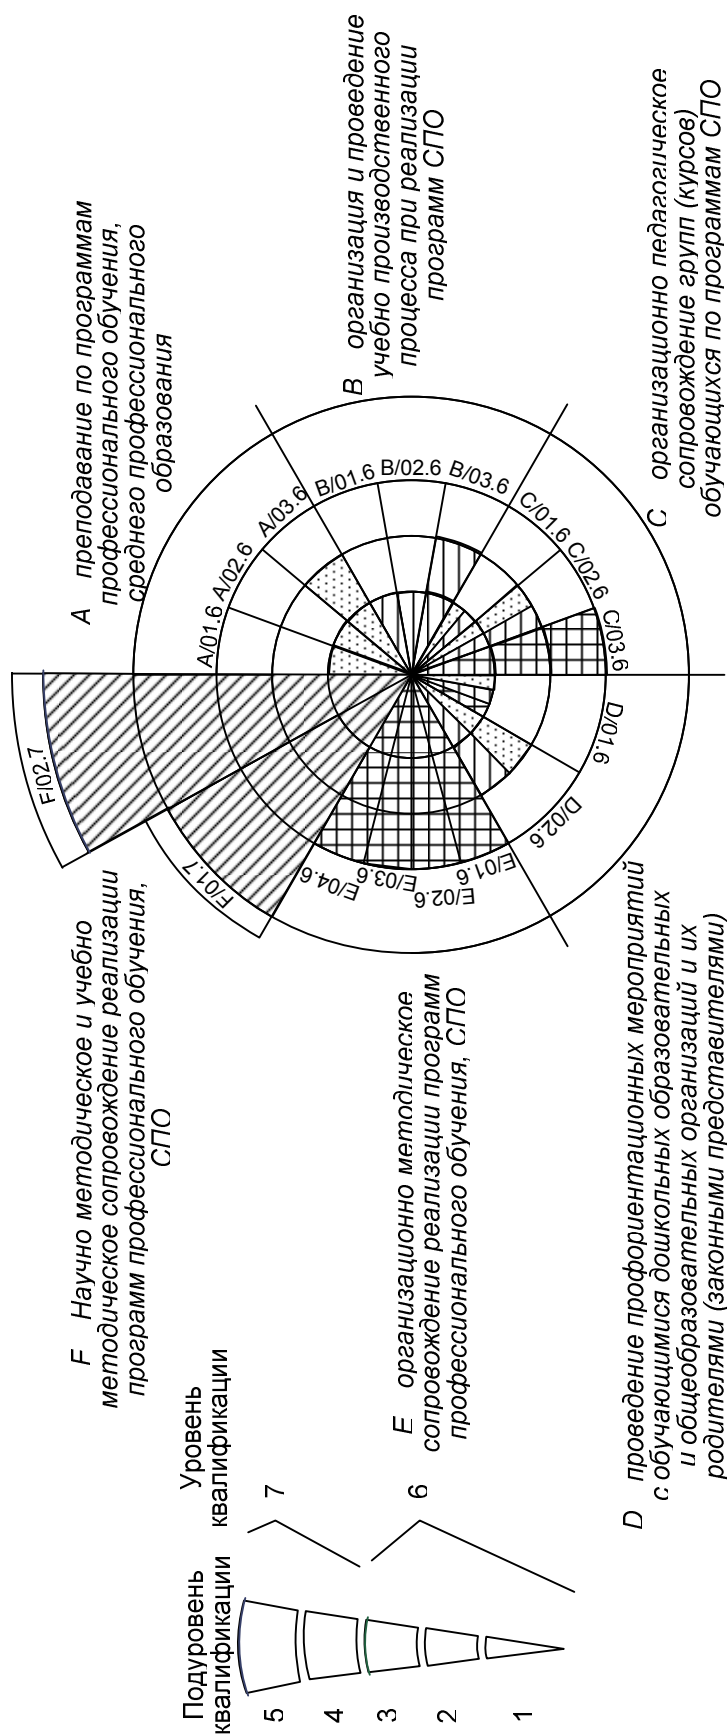 A преподавание по программам
профессионального обучения,
среднего профессионального
образования
B организация и проведение
учебно производственного
процесса при реализации
программ СПО
C организационно педагогическое
сопровождение групп (курсов)
обучающихся по программам СПО
A/01.6
A/02.6
A/03.6
B/01.6
B/02.6
B/03.6
C/01.6
C/02.6
C/03.6
D/01.6
D/02.6
E/01.6
E/02.6
E/03.6
E/04.6
F/01.7
F/02.7
F Научно методическое и учебно
методическое сопровождение реализации
программ профессионального обучения,
СПО
E организационно методическое
сопровождение реализации программ
профессионального обучения, СПО
D проведение профориентационных мероприятий
с обучающимися дошкольных образовательных
и общеобразовательных организаций и их
родителями (законными представителями)
Подуровень
квалификации
Уровень
квалификации
5
4
3
2
1
7
6